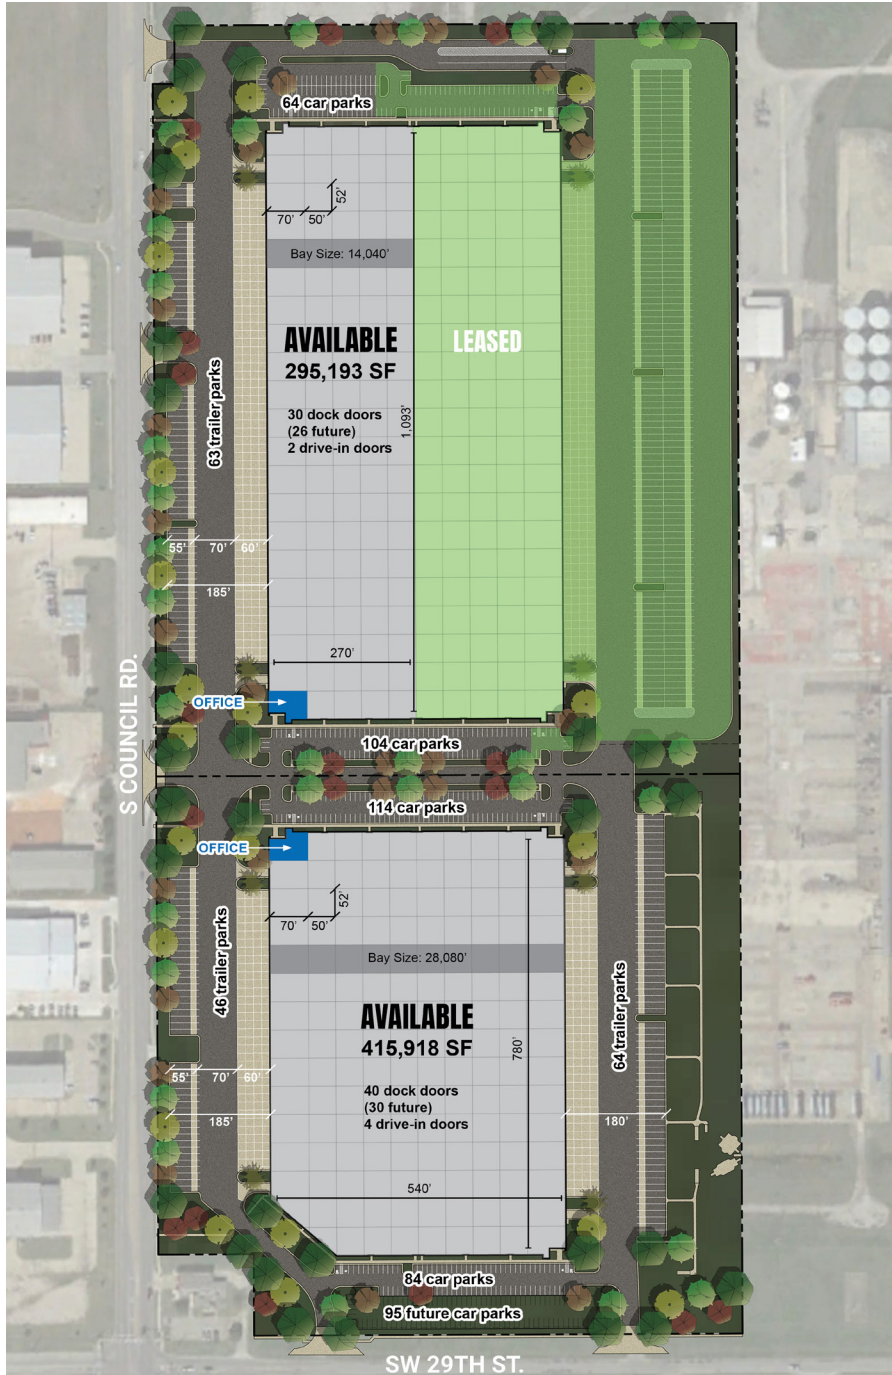 64 car parks
52'
70'
50'
Bay Size: 14,040'
AVAILABLE
295,193 SF
LEASED
30 dock doors
(26 future)
2 drive-in doors
1,093'
63 trailer parks
55'
70'
60'
185'
270'
OFFICE
S COUNCIL RD.
104 car parks
114 car parks
OFFICE
52'
70'
50'
46 trailer parks
Bay Size: 28,080'
AVAILABLE
415,918 SF
780'
64 trailer parks
40 dock doors
(30 future)
4 drive-in doors
55'
70'
60'
185'
180'
540'
84 car parks
95 future car parks
SW 29TH ST.